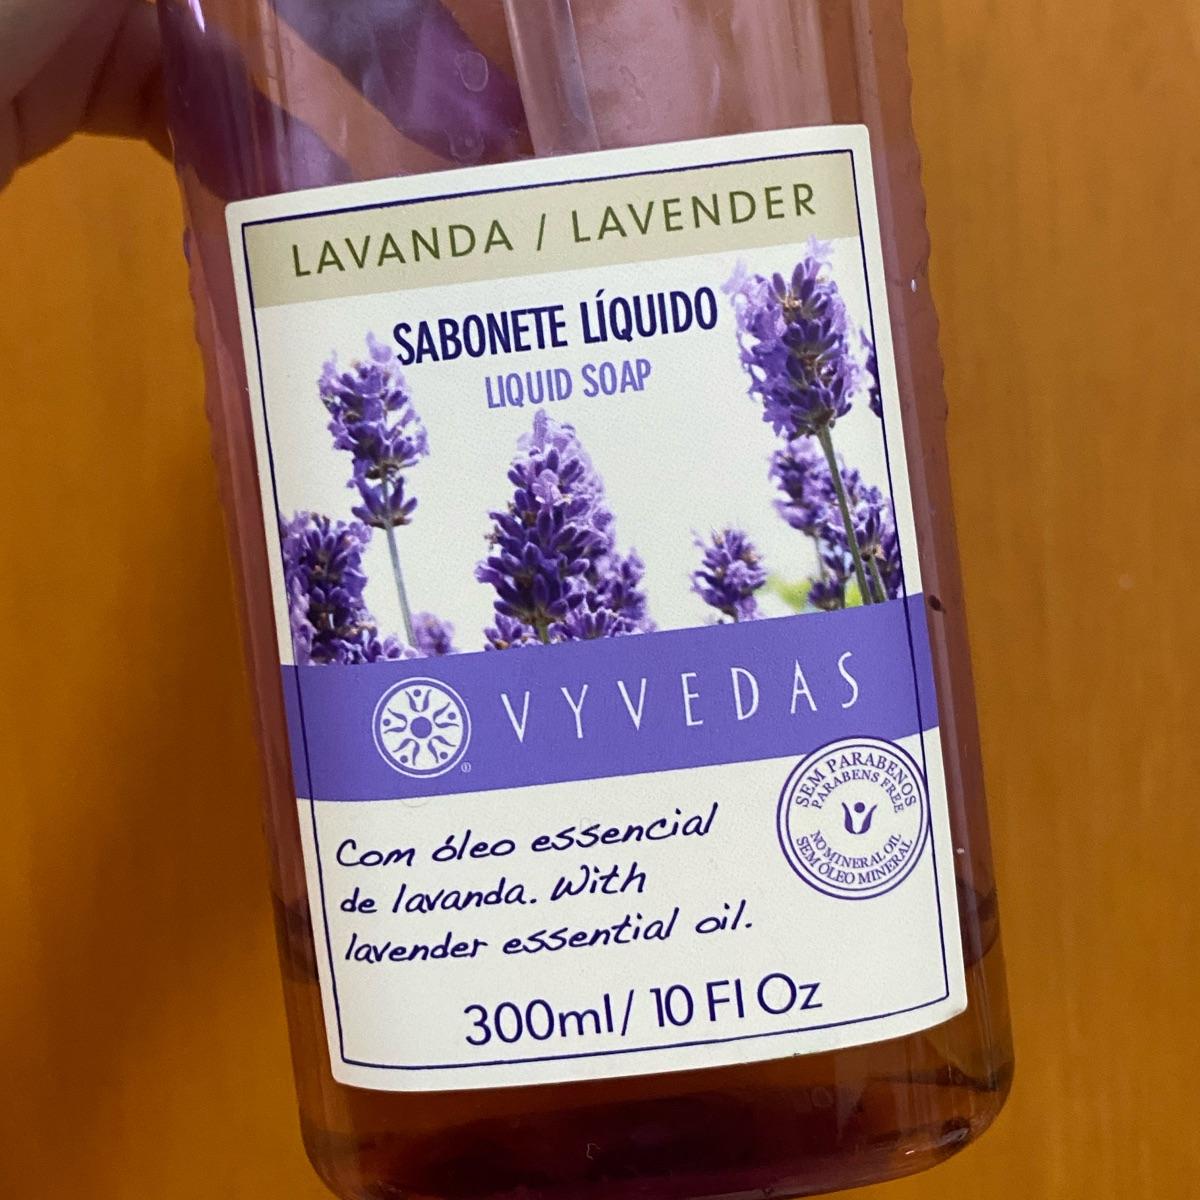 LAVANDA / LAVENDER
SABONETE LÍQUIDO
LIQUID SOAP
VYVEDAS
®
SEM PARABENOS
PARABENS FREE
NO MINERAL OIL
SEM ÓLEO MINERAL
Com óleo essencial
de lavanda. With
lavender essential oil.
300ml/ 10 Fl Oz